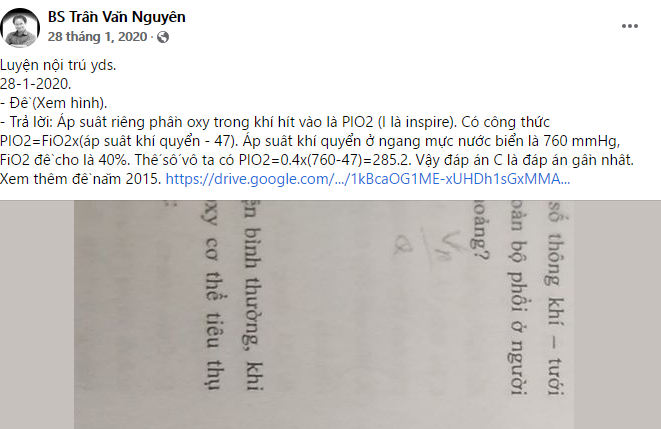 BS Trần Văn Nguyên
28 tháng 1, 2020 ·
Luyện nội trú yds.
28-1-2020.
- Đề (Xem hình).
- Trả lời: Áp suất riêng phần oxy trong khí hít vào là PIO2 (I là inspire). Có công thức
PIO2=FiO2x(áp suất khí quyển - 47). Áp suất khí quyển ở ngang mực nước biển là 760 mmHg,
FiO2 đề cho là 40%. Thế số vô ta có PIO2=0.4x(760-47)=285.2. Vậy đáp án C là đáp án gần nhất.
Xem thêm đề năm 2015. https://drive.google.com/.../1kBcaOG1ME-xUHDh1sGxMMA...
số thông khí – tưới
oàn bộ phổi ở người
hoảng?
ện bình thường, khi
oxy cơ thể tiêu thụ